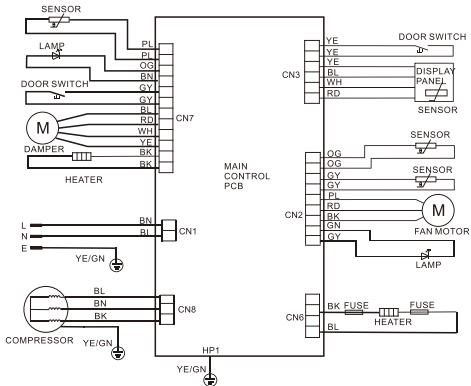 SENSOR
PL
LAMP
PL
OG
BN
DOOR SWITCH
GY
GY
BL
CN7
RD
M
WH
YE
DAMPER
BK
BK
HEATER
MAIN
CONTROL
PCB
YE
DOOR SWITCH
YE
YE
CN3
BL
DISPLAY
PANEL
WH
RD
SENSOR
SENSOR
OG
OG
SENSOR
GY
GY
PL
CN2
RD
M
BK
FAN MOTOR
GN
GY
LAMP
L
BN
N
BL
CN1
E
YE/GN
BL
BN
CN8
BK
COMPRESSOR
YE/GN
BK
FUSE
FUSE
CN6
HEATER
BL
HP1
YE/GN